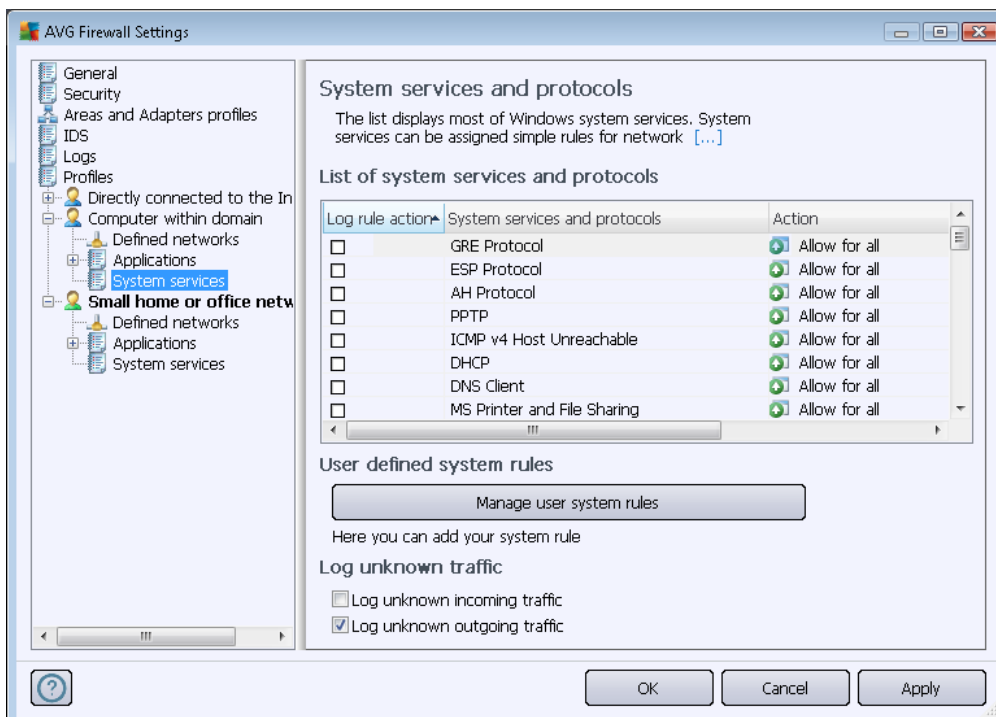 AVG Firewall Settings
General
Security
Areas and Adapters profiles
IDS
Logs
Profiles
Directly connected to the In
Computer within domain
Defined networks
Applications
System services
Small home or office netw
Defined networks
Applications
System services
System services and protocols
The list displays most of Windows system services. System
services can be assigned simple rules for network [...]
List of system services and protocols
Log rule action System services and protocols Action
GRE Protocol Allow for all
ESP Protocol Allow for all
AH Protocol Allow for all
PPTP Allow for all
ICMP v4 Host Unreachable Allow for all
DHCP Allow for all
DNS Client Allow for all
MS Printer and File Sharing Allow for all
User defined system rules
Manage user system rules
Here you can add your system rule
Log unknown traffic
Log unknown incoming traffic
Log unknown outgoing traffic
OK Cancel Apply